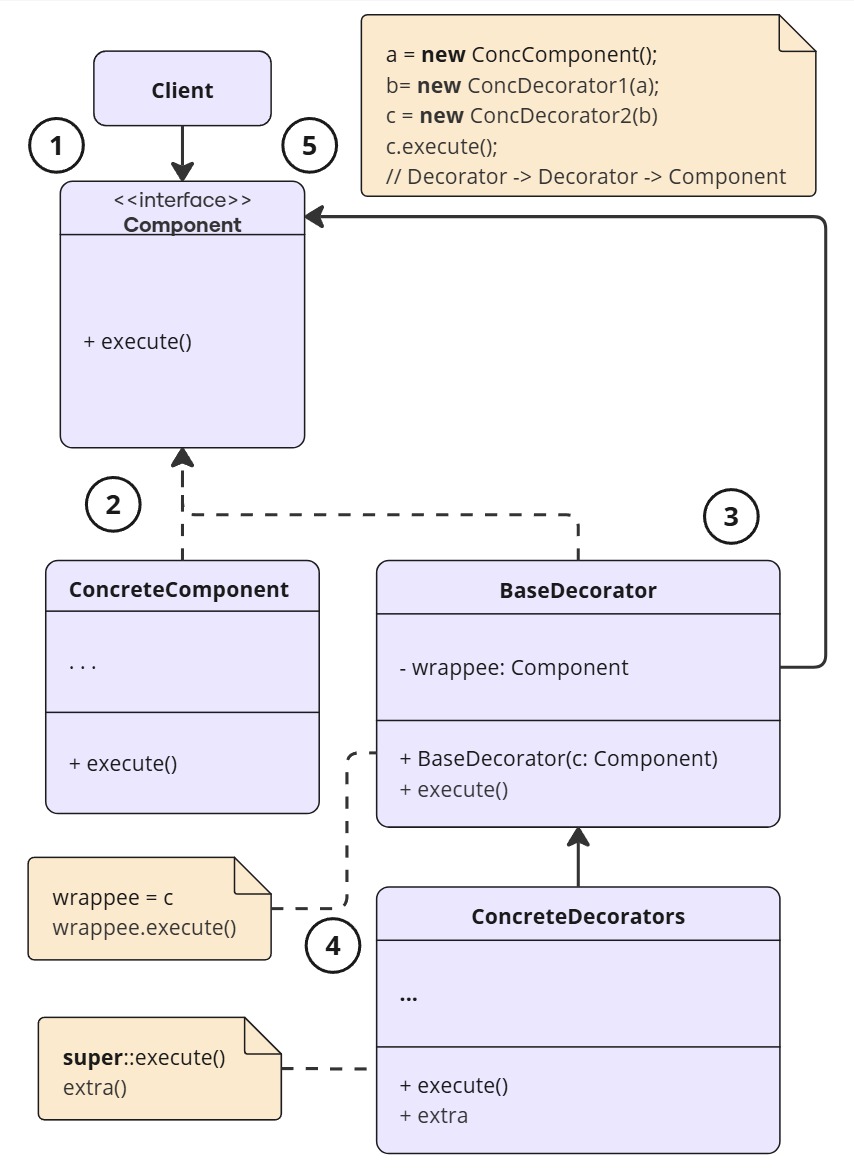 Client
a = new ConcComponent();
b= new ConcDecorator1(a);
c = new ConcDecorator2(b)
c.execute();
// Decorator -> Decorator -> Component
1
5
<<interface>>
Component
+ execute()
2
3
ConcreteComponent
. . .
+ execute()
BaseDecorator
- wrappee: Component
+ BaseDecorator(c: Component)
+ execute()
wrappee = c
wrappee.execute()
4
ConcreteDecorators
...
+ execute()
+ extra
super::execute()
extra()